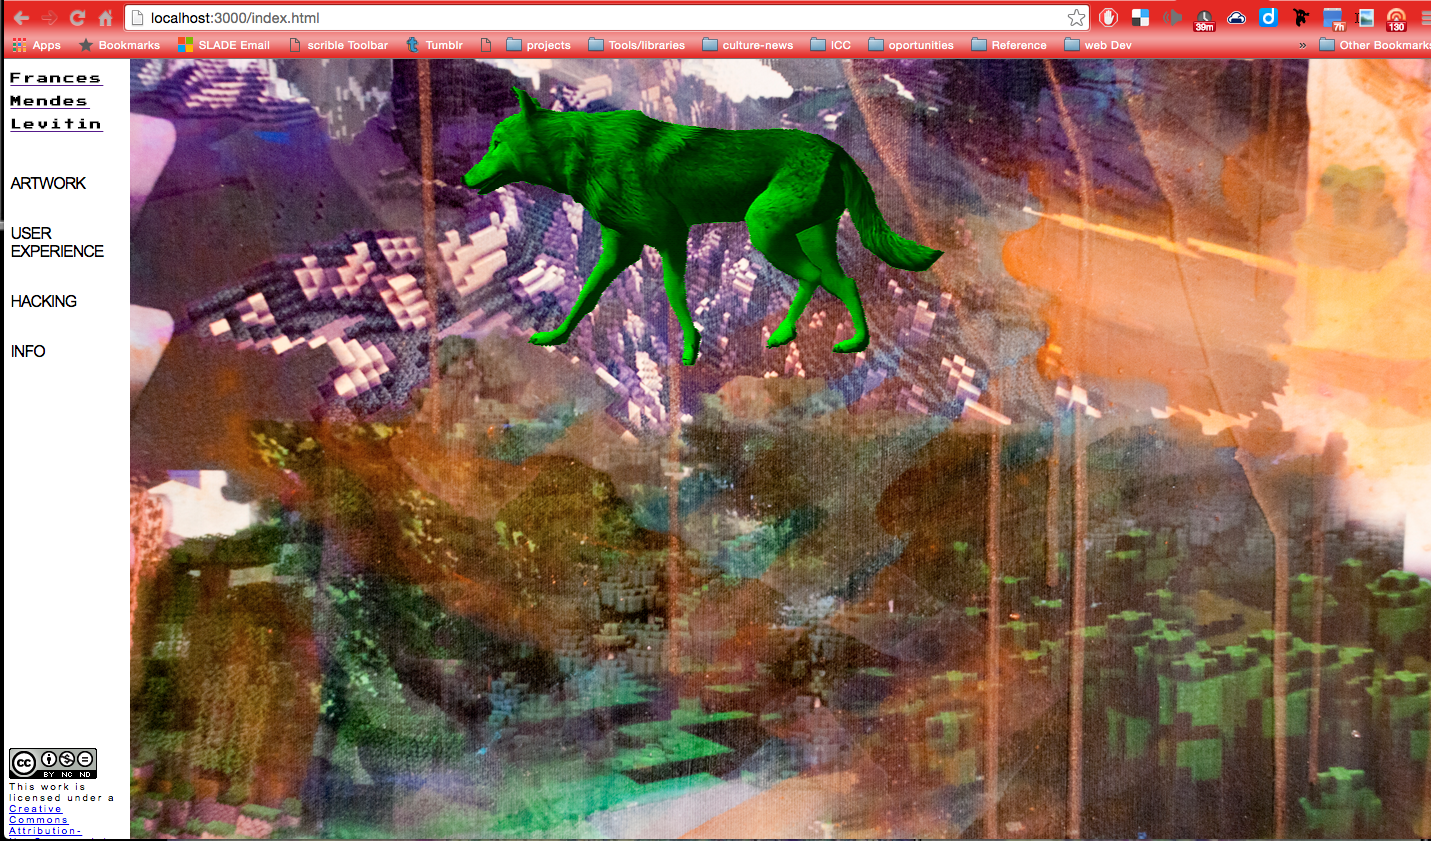 localhost:3000/index.html
39m
7h
130
Apps Bookmarks SLADE Email scrible Toolbar Tumblr projects Tools/libraries culture-news ICC oportunities Reference web Dev » Other Bookmarks
Frances
Mendes
Levitin
ARTWORK
USER
EXPERIENCE
HACKING
INFO
cc
BY NC ND
This work is
licensed under a
Creative
Commons
Attribution-